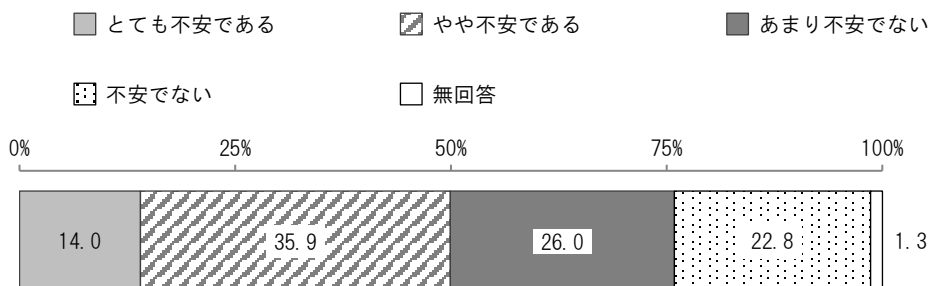 とても不安である やや不安である あまり不安でない
不安でない 無回答
0% 25% 50% 75% 100%
14.0 35.9 26.0 22.8 1.3